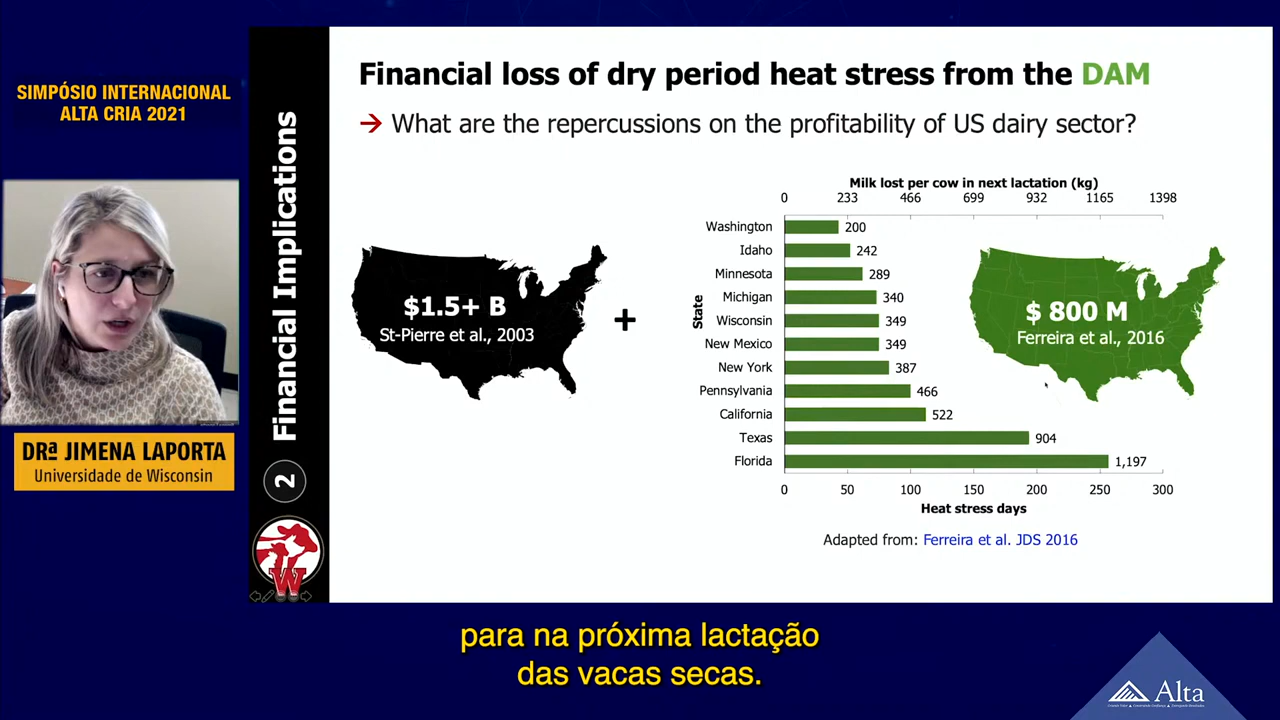 SIMPÓSIO INTERNACIONAL
ALTA CRIA 2021
DRª JIMENA LAPORTA
Universidade de Wisconsin
Financial Implications
2
W
Financial loss of dry period heat stress from the DAM
→ What are the repercussions on the profitability of US dairy sector?
$1.5+ B
St-Pierre et al., 2003
+
Milk lost per cow in next lactation (kg)
0 233 466 699 932 1165 1398
State
Washington 200
Idaho 242
Minnesota 289
Michigan 340
Wisconsin 349
New Mexico 349
New York 387
Pennsylvania 466
California 522
Texas 904
Florida 1,197
0 50 100 150 200 250 300
Heat stress days
$ 800 M
Ferreira et al., 2016
Adapted from: Ferreira et al. JDS 2016
para na próxima lactação
das vacas secas.
Alta